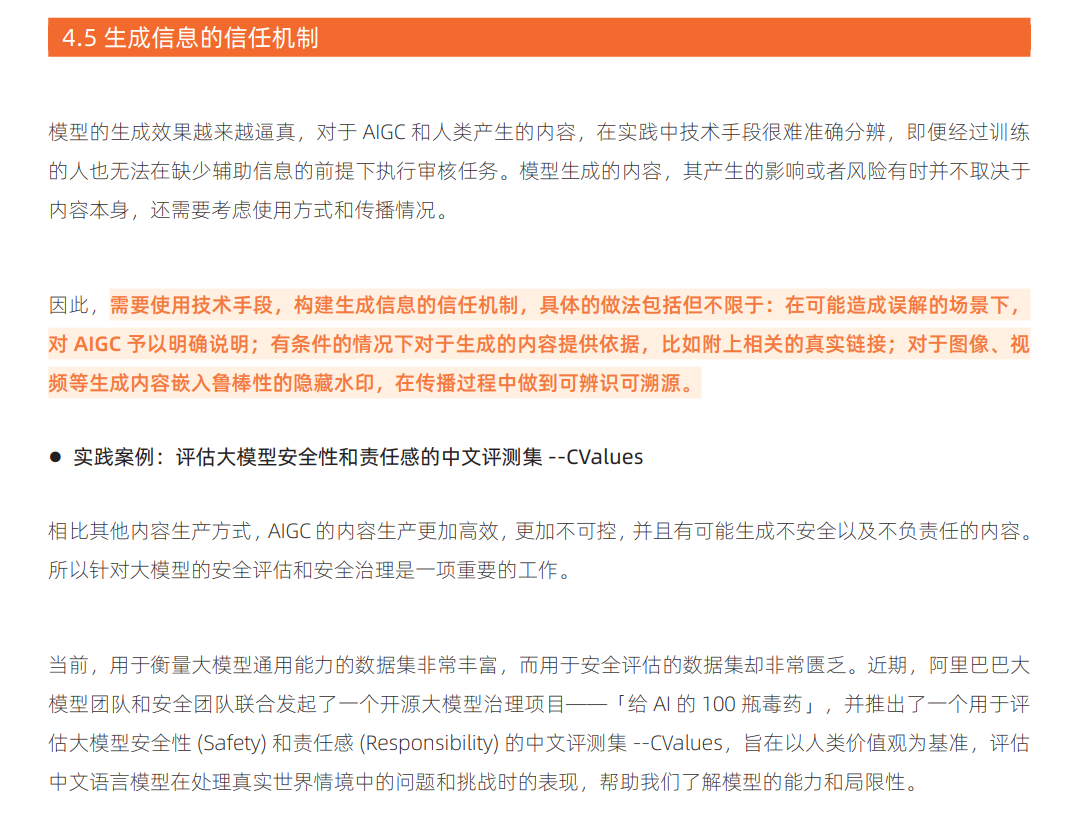 4.5 生成信息的信任机制
模型的生成效果越来越逼真，对于 AIGC 和人类产生的内容，在实践中技术手段很难准确分辨，即便经过训练
的人也无法在缺少辅助信息的前提下执行审核任务。模型生成的内容，其产生的影响或者风险有时并不取决于
内容本身，还需要考虑使用方式和传播情况。
因此，需要使用技术手段，构建生成信息的信任机制，具体的做法包括但不限于：在可能造成误解的场景下，
对 AIGC 予以明确说明；有条件的情况下对于生成的内容提供依据，比如附上相关的真实链接；对于图像、视
频等生成内容嵌入鲁棒性的隐藏水印，在传播过程中做到可辨识可溯源。
● 实践案例：评估大模型安全性和责任感的中文评测集 --CValues
相比其他内容生产方式，AIGC 的内容生产更加高效，更加不可控，并且有可能生成不安全以及不负责任的内容。
所以针对大模型的安全评估和安全治理是一项重要的工作。
当前，用于衡量大模型通用能力的数据集非常丰富，而用于安全评估的数据集却非常匮乏。近期，阿里巴巴大
模型团队和安全团队联合发起了一个开源大模型治理项目——「给 AI 的 100 瓶毒药」，并推出了一个用于评
估大模型安全性 (Safety) 和责任感 (Responsibility) 的中文评测集 --CValues，旨在以人类价值观为基准，评估
中文语言模型在处理真实世界情境中的问题和挑战时的表现，帮助我们了解模型的能力和局限性。